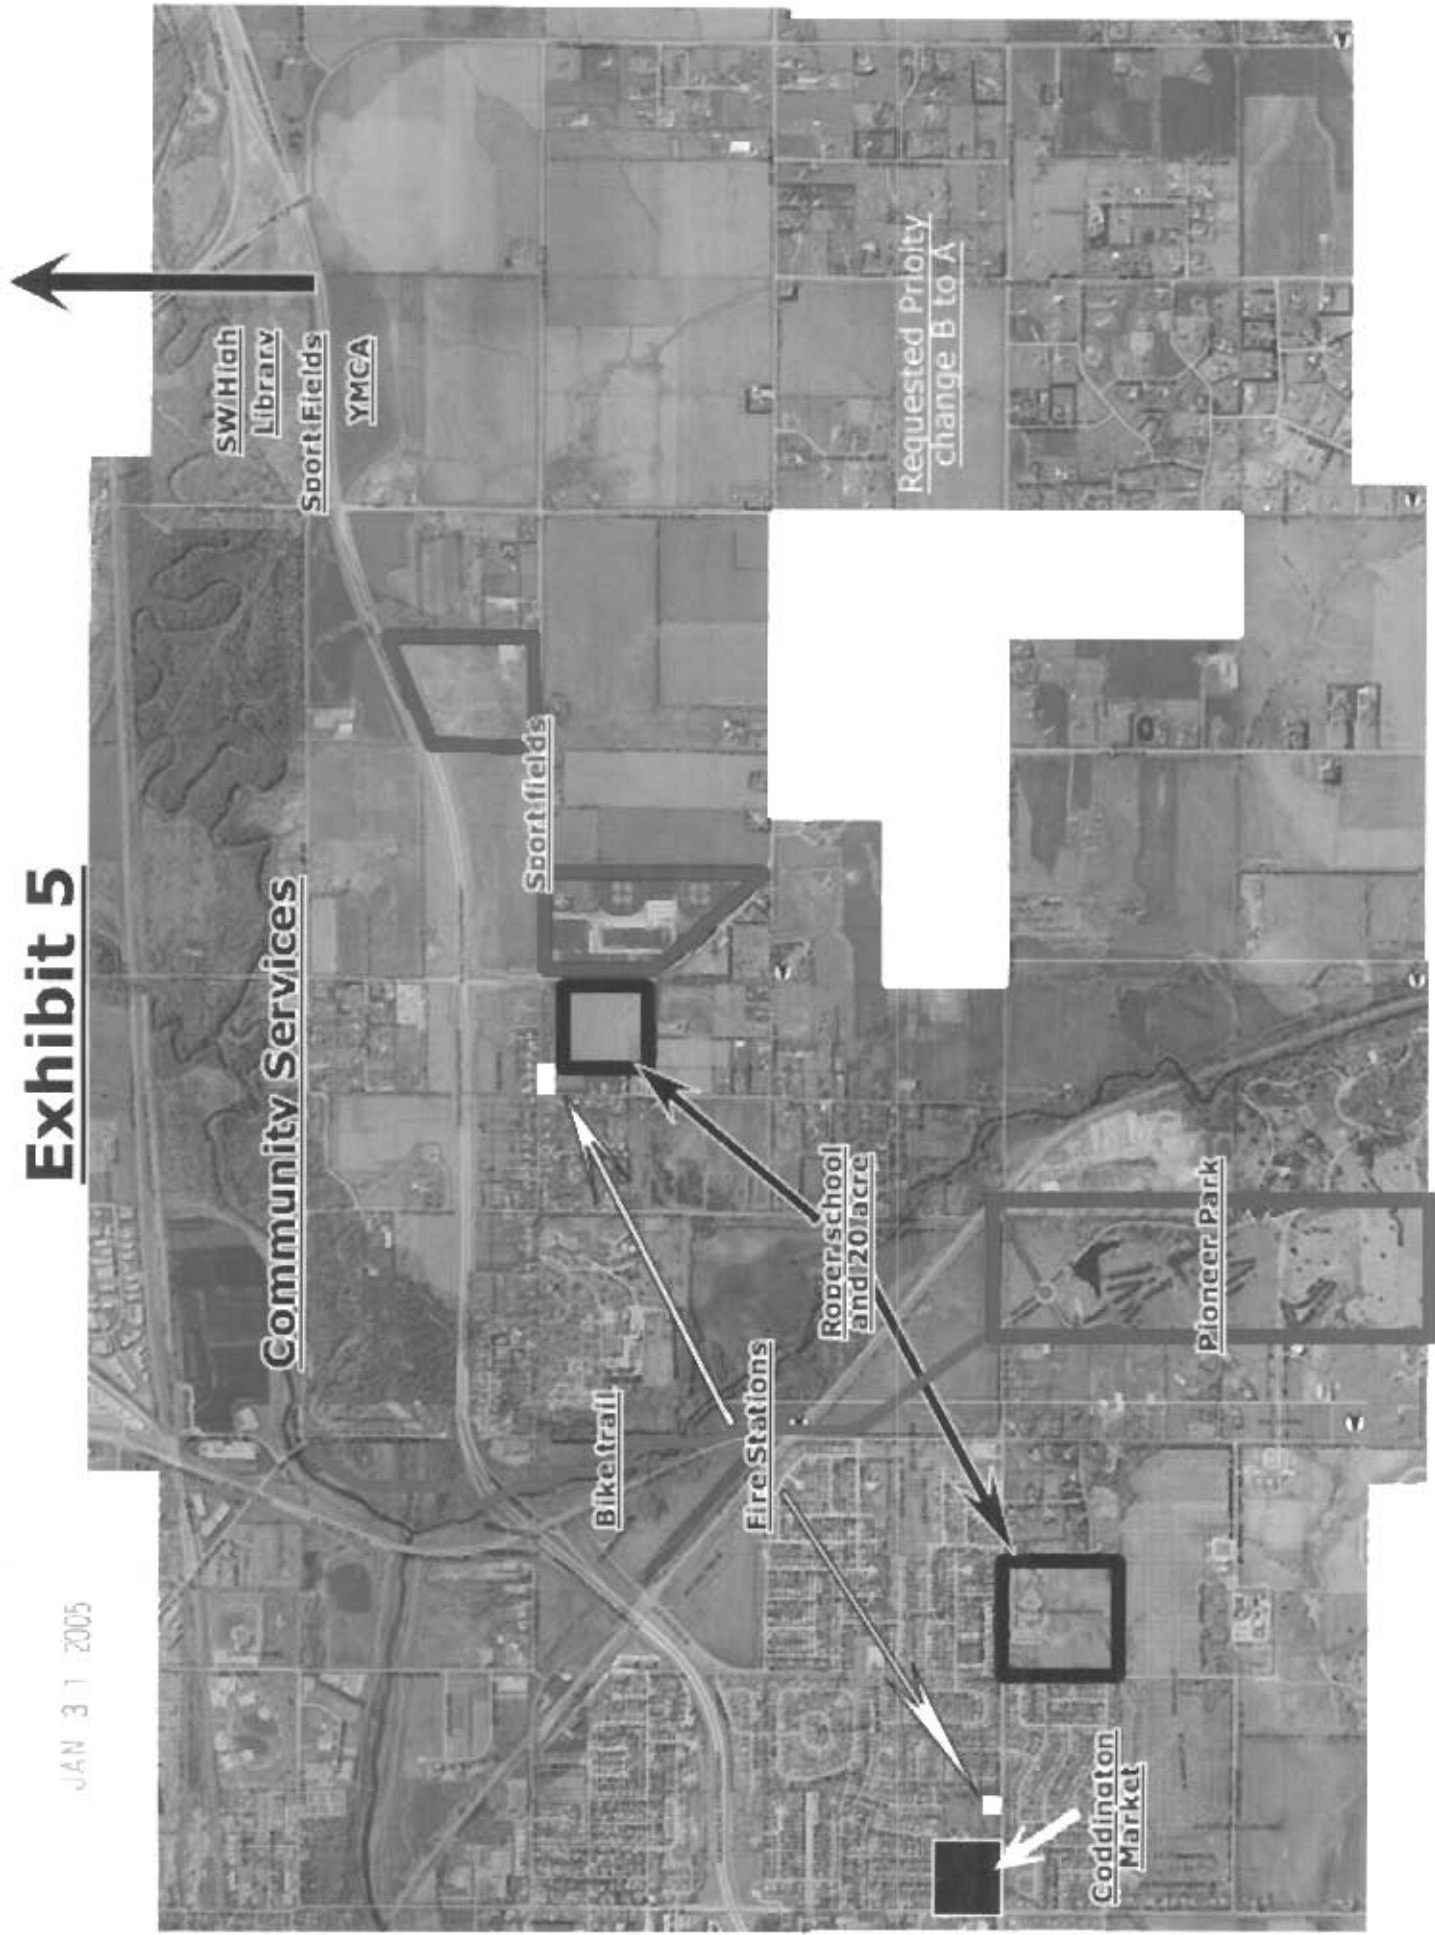 Exhibit 5
JAN 31 2005
Community Services
SW High
Library
Sport Fields
YMCA
Sport fields
Requested Prioity
change B to A
Bike trail
Fire Stations
Roper school
and 20 acre
Pioneer Park
Coddington
Market